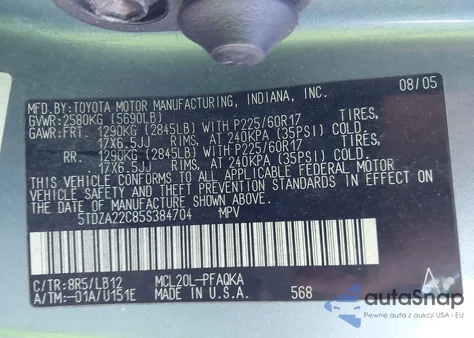 MFD.BY: TOYOTA MOTOR MANUFACTURING, INDIANA, INC. 08/05
GVWR: 2580KG (5690LB)
GAWR: FRT. 1290KG (2845LB) WITH P225/60R17 TIRES,
17X6.5JJ RIMS, AT 240KPA (35PSI) COLD.
RR. 1290KG (2845LB) WITH P225/60R17 TIRES,
17X6.5JJ RIMS, AT 240KPA (35PSI) COLD.
THIS VEHICLE CONFORMS TO ALL APPLICABLE FEDERAL MOTOR
VEHICLE SAFETY AND THEFT PREVENTION STANDARDS IN
EFFECT ON THE DATE OF MANUFACTURE SHOWN ABOVE.
5TDZA22C85S384704 MPV
C/TR: 8R5/LB12 MCL20L-PFAQKA A
A/TM:-01A/U151E MADE IN U.S.A. 568
autoSnap
Pewne auta z aukcji USA i EU